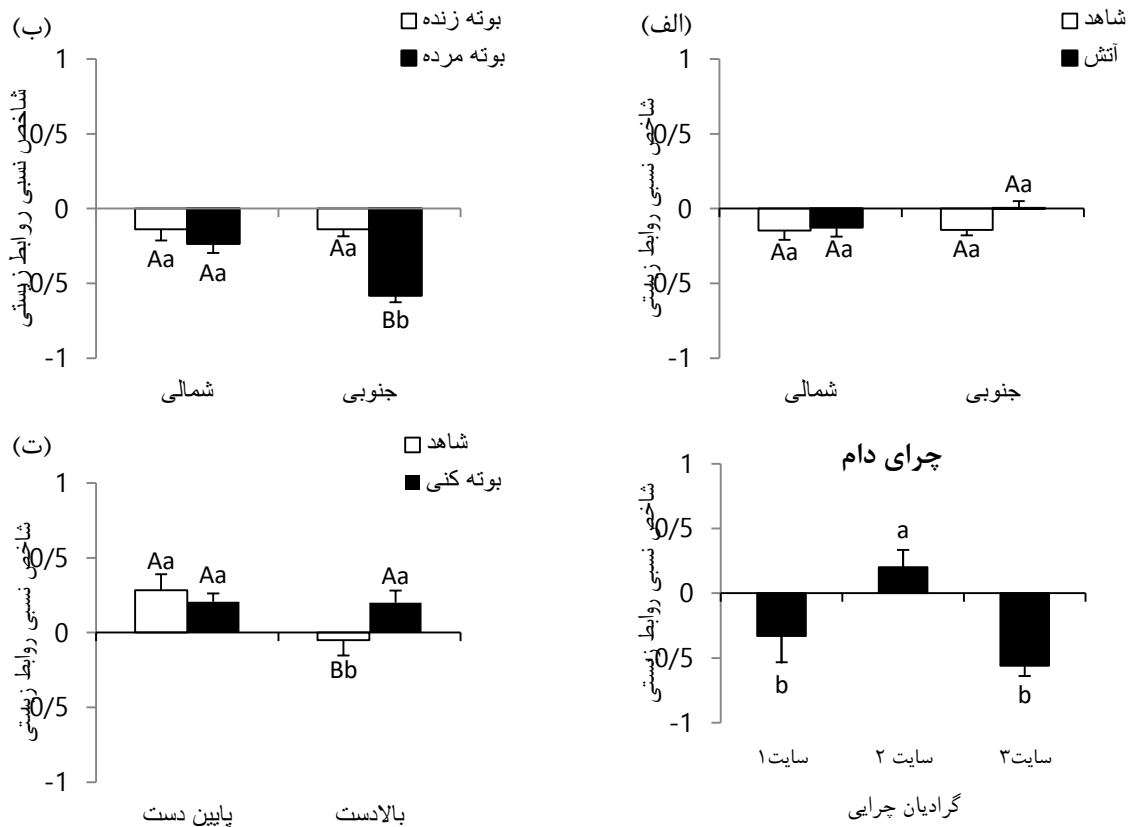 (الف)
شاهد
آتش
شاخص نسبی روابط زیستی
1
0/5
0
0/5
-1
Aa
Aa
Aa
Aa
شمالی
جنوبی
(ب)
بوته زنده
بوته مرده
شاخص نسبی روابط زیستی
1
0/5
0
0/5
-1
Aa
Aa
Aa
Bb
شمالی
جنوبی
چرای دام
شاخص نسبی روابط زیستی
1
0/5
0
0/5
-1
b
a
b
سایت۱
سایت ۲
سایت۳
گرادیان چرایی
(ت)
شاهد
بوته کنی
شاخص نسبی روابط زیستی
1
0/5
0
0/5
-1
Aa
Aa
Bb
Aa
پایین دست
بالادست